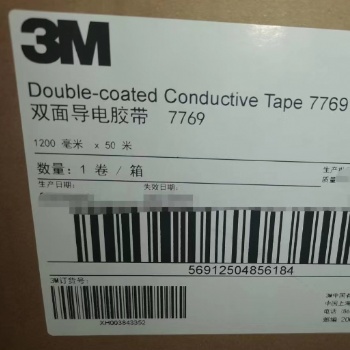 3M
Double-coated Conductive Tape 7769
双面导电胶带 7769
1200 毫米 x 50 米
数量: 1 卷 / 箱
生产日期:
失效日期:
56912504856184
3M订货号:
XH003843352